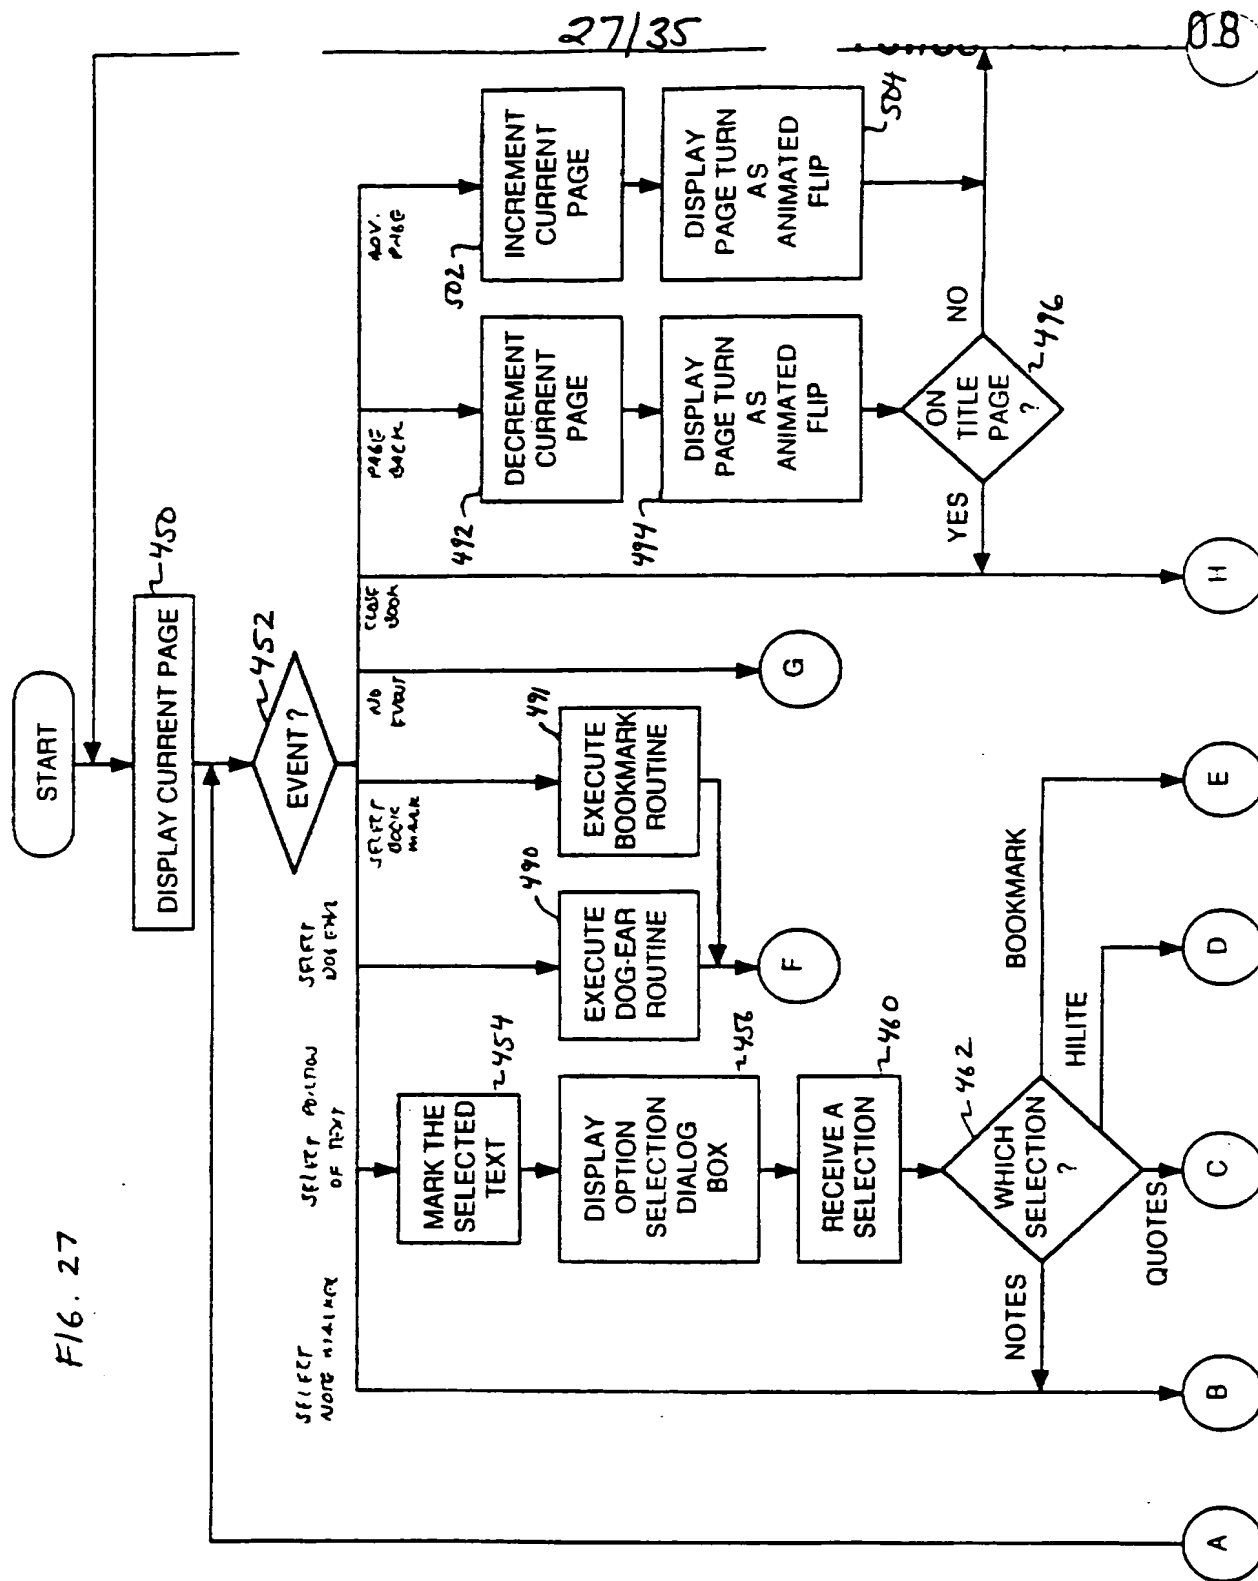 27/35
08
FIG. 27
START
DISPLAY CURRENT PAGE
450
EVENT ?
452
SELECT
NOTE MARKER
SELECT PORTION
OF TEXT
SELECT
DOG EAR
SELECT
BOOK
MARK
NO
EVENT
CLOSE
BOOK
PAGE
BACK
ADV.
PAGE
MARK THE
SELECTED
TEXT
454
DISPLAY
OPTION
SELECTION
DIALOG
BOX
456
RECEIVE A
SELECTION
460
WHICH
SELECTION
?
462
NOTES
QUOTES
HILITE
BOOKMARK
EXECUTE
DOG-EAR
ROUTINE
490
EXECUTE
BOOKMARK
ROUTINE
491
DECREMENT
CURRENT
PAGE
492
DISPLAY
PAGE TURN
AS
ANIMATED
FLIP
494
ON
TITLE
PAGE
?
496
YES
NO
INCREMENT
CURRENT
PAGE
502
DISPLAY
PAGE TURN
AS
ANIMATED
FLIP
504
F
G
A
B
C
D
E
H